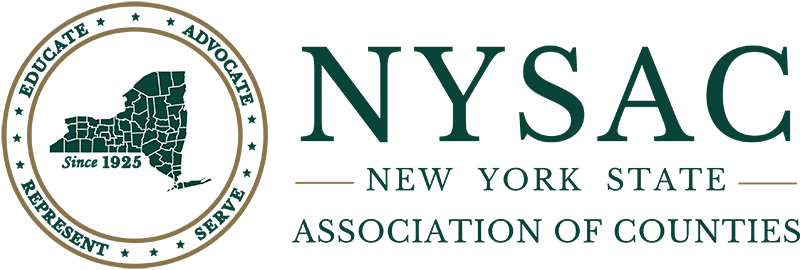 EDUCATE
ADVOCATE
REPRESENT
SERVE
Since 1925
NYSAC
NEW YORK STATE
ASSOCIATION OF COUNTIES